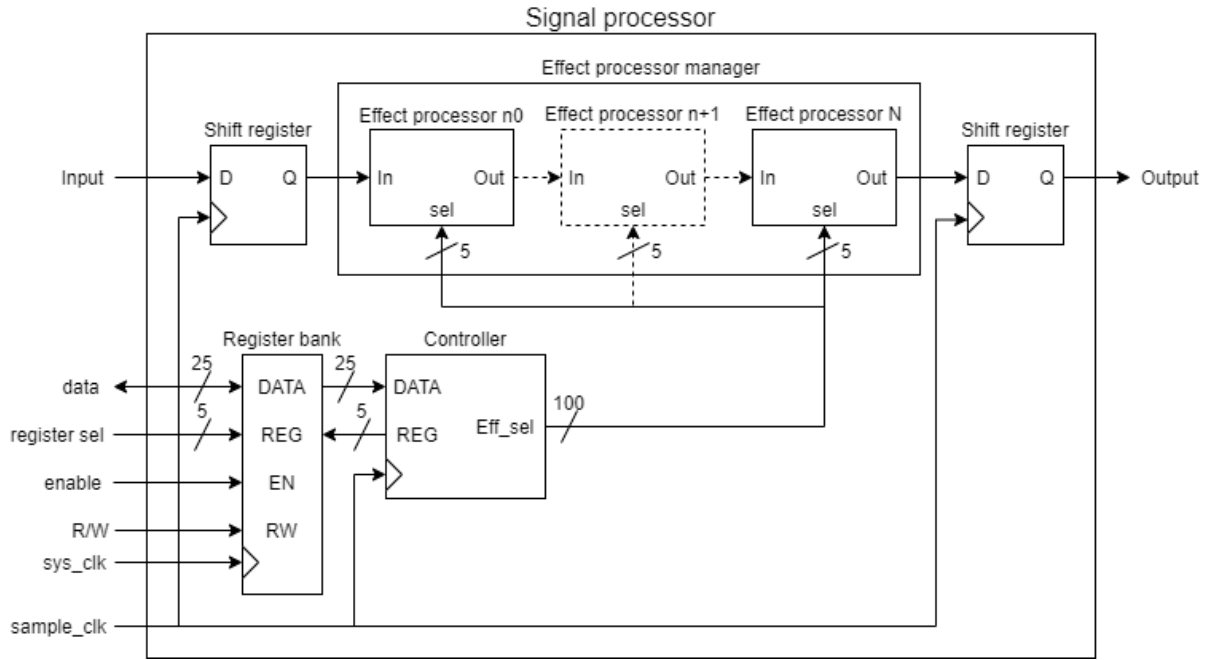 Signal processor
Effect processor manager
Effect processor n0
Effect processor n+1
Effect processor N
Shift register
Shift register
Input
D
Q
In
Out
sel
In
Out
sel
In
Out
sel
D
Q
Output
5
5
5
Register bank
Controller
data
25
DATA
25
DATA
register sel
5
REG
5
REG
Eff_sel
100
enable
EN
R/W
RW
sys_clk
sample_clk